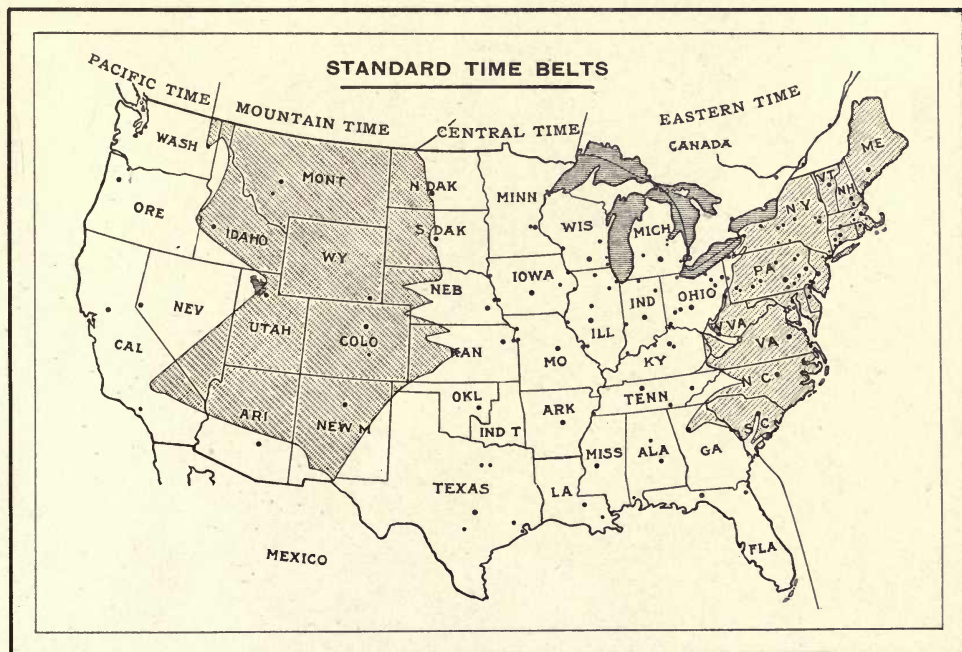 STANDARD TIME BELTS
PACIFIC TIME
MOUNTAIN TIME
CENTRAL TIME
EASTERN TIME
CANADA
WASH
MONT
N DAK
MINN
ME
VT
NH
ORE
IDAHO
WY
S DAK
WIS
MICH
NY
NEV
UTAH
COLO
NEB
IOWA
ILL
IND
OHIO
PA
CAL
KAN
MO
KY
W VA
VA
ARI
NEW M
OKL
IND T
ARK
TENN
N C
S C
TEXAS
LA
MISS
ALA
GA
FLA
MEXICO